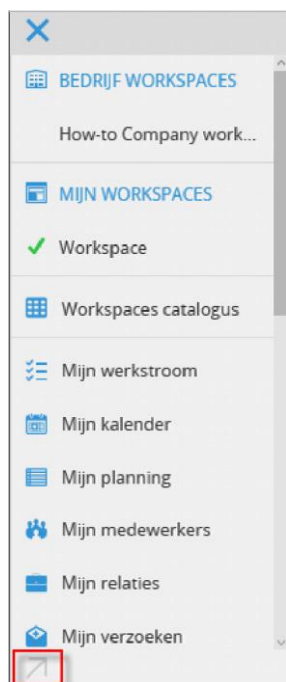 BEDRIJF WORKSPACES
How-to Company work...
MIJN WORKSPACES
Workspace
Workspaces catalogus
Mijn werkstroom
Mijn kalender
Mijn planning
Mijn medewerkers
Mijn relaties
Mijn verzoeken